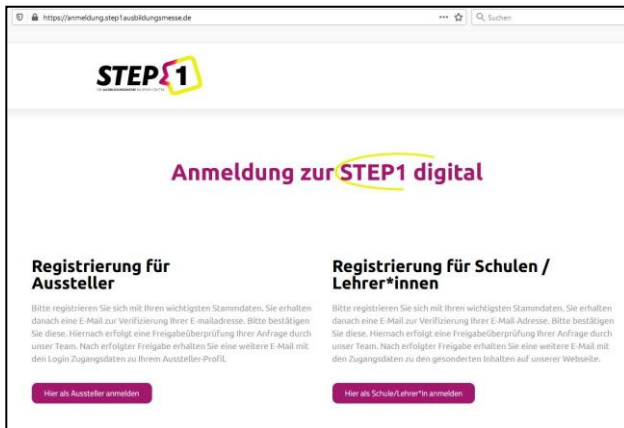 https://anmeldung.step1ausbildungsmesse.de
Suchen
STEP 1
Anmeldung zur STEP1 digital
Registrierung für
Aussteller
Bitte registrieren Sie sich mit Ihren wichtigsten Stammdaten. Sie erhalten
danach eine E-Mail zur Verifizierung Ihrer E-mailadresse. Bitte bestätigen
Sie diese. Hiernach erfolgt eine Freigabeüberprüfung Ihrer Anfrage durch
unser Team. Nach erfolgter Freigabe erhalten Sie eine weitere E-Mail mit
den Login Zugangsdaten zu Ihrem Aussteller-Profil.
Hier als Aussteller anmelden
Registrierung für Schulen /
Lehrer*innen
Bitte registrieren Sie sich mit Ihren wichtigsten Stammdaten. Sie erhalten
danach eine E-Mail zur Verifizierung Ihrer E-Mail-Adresse. Bitte bestätigen
Sie diese. Hiernach erfolgt eine Freigabeüberprüfung Ihrer Anfrage durch
unser Team. Nach erfolgter Freigabe erhalten Sie eine weitere E-Mail mit
den Zugangsdaten zu den gesonderten Inhalten auf unserer Webseite.
Hier als Schule/Lehrer*in anmelden